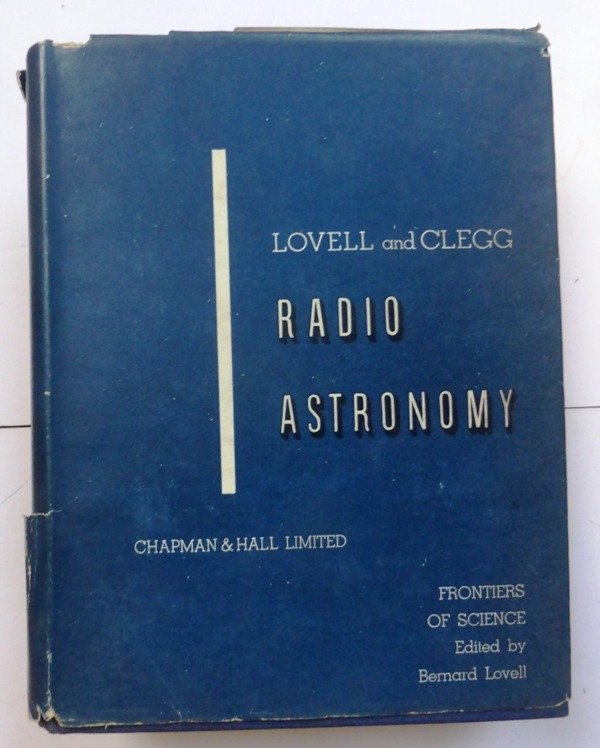 LOVELL and CLEGG
RADIO
ASTRONOMY
CHAPMAN & HALL LIMITED
FRONTIERS
OF SCIENCE
Edited by
Bernard Lovell